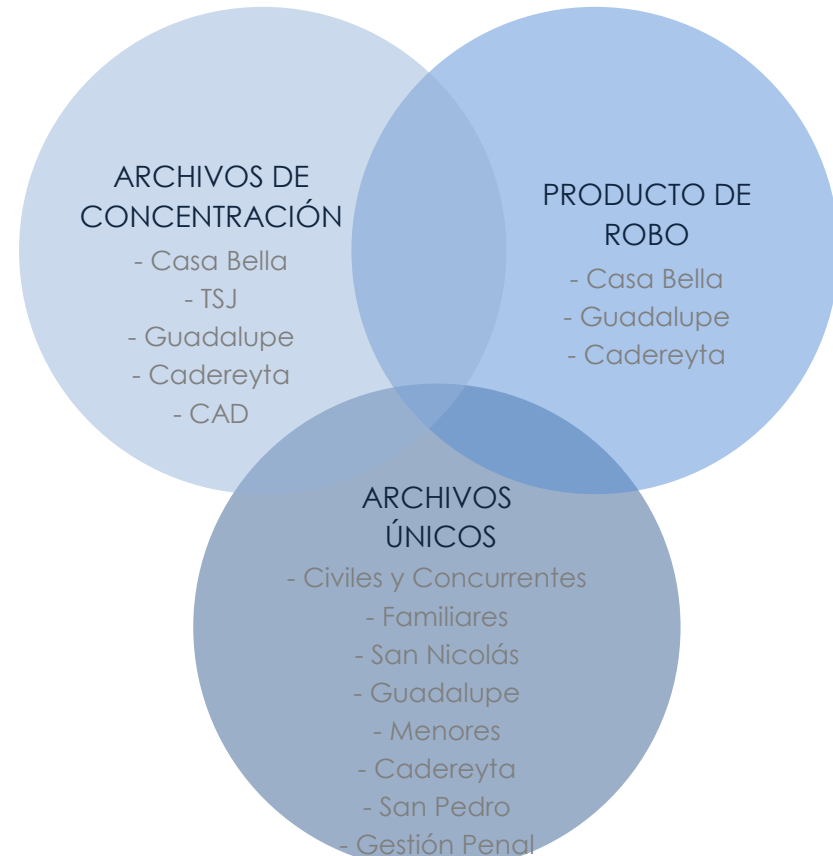 ARCHIVOS DE
CONCENTRACIÓN
- Casa Bella
- TSJ
- Guadalupe
- Cadereyta
- CAD
PRODUCTO DE
ROBO
- Casa Bella
- Guadalupe
- Cadereyta
ARCHIVOS
ÚNICOS
- Civiles y Concurrentes
- Familiares
- San Nicolás
- Guadalupe
- Menores
- Cadereyta
- San Pedro
- Gestión Penal